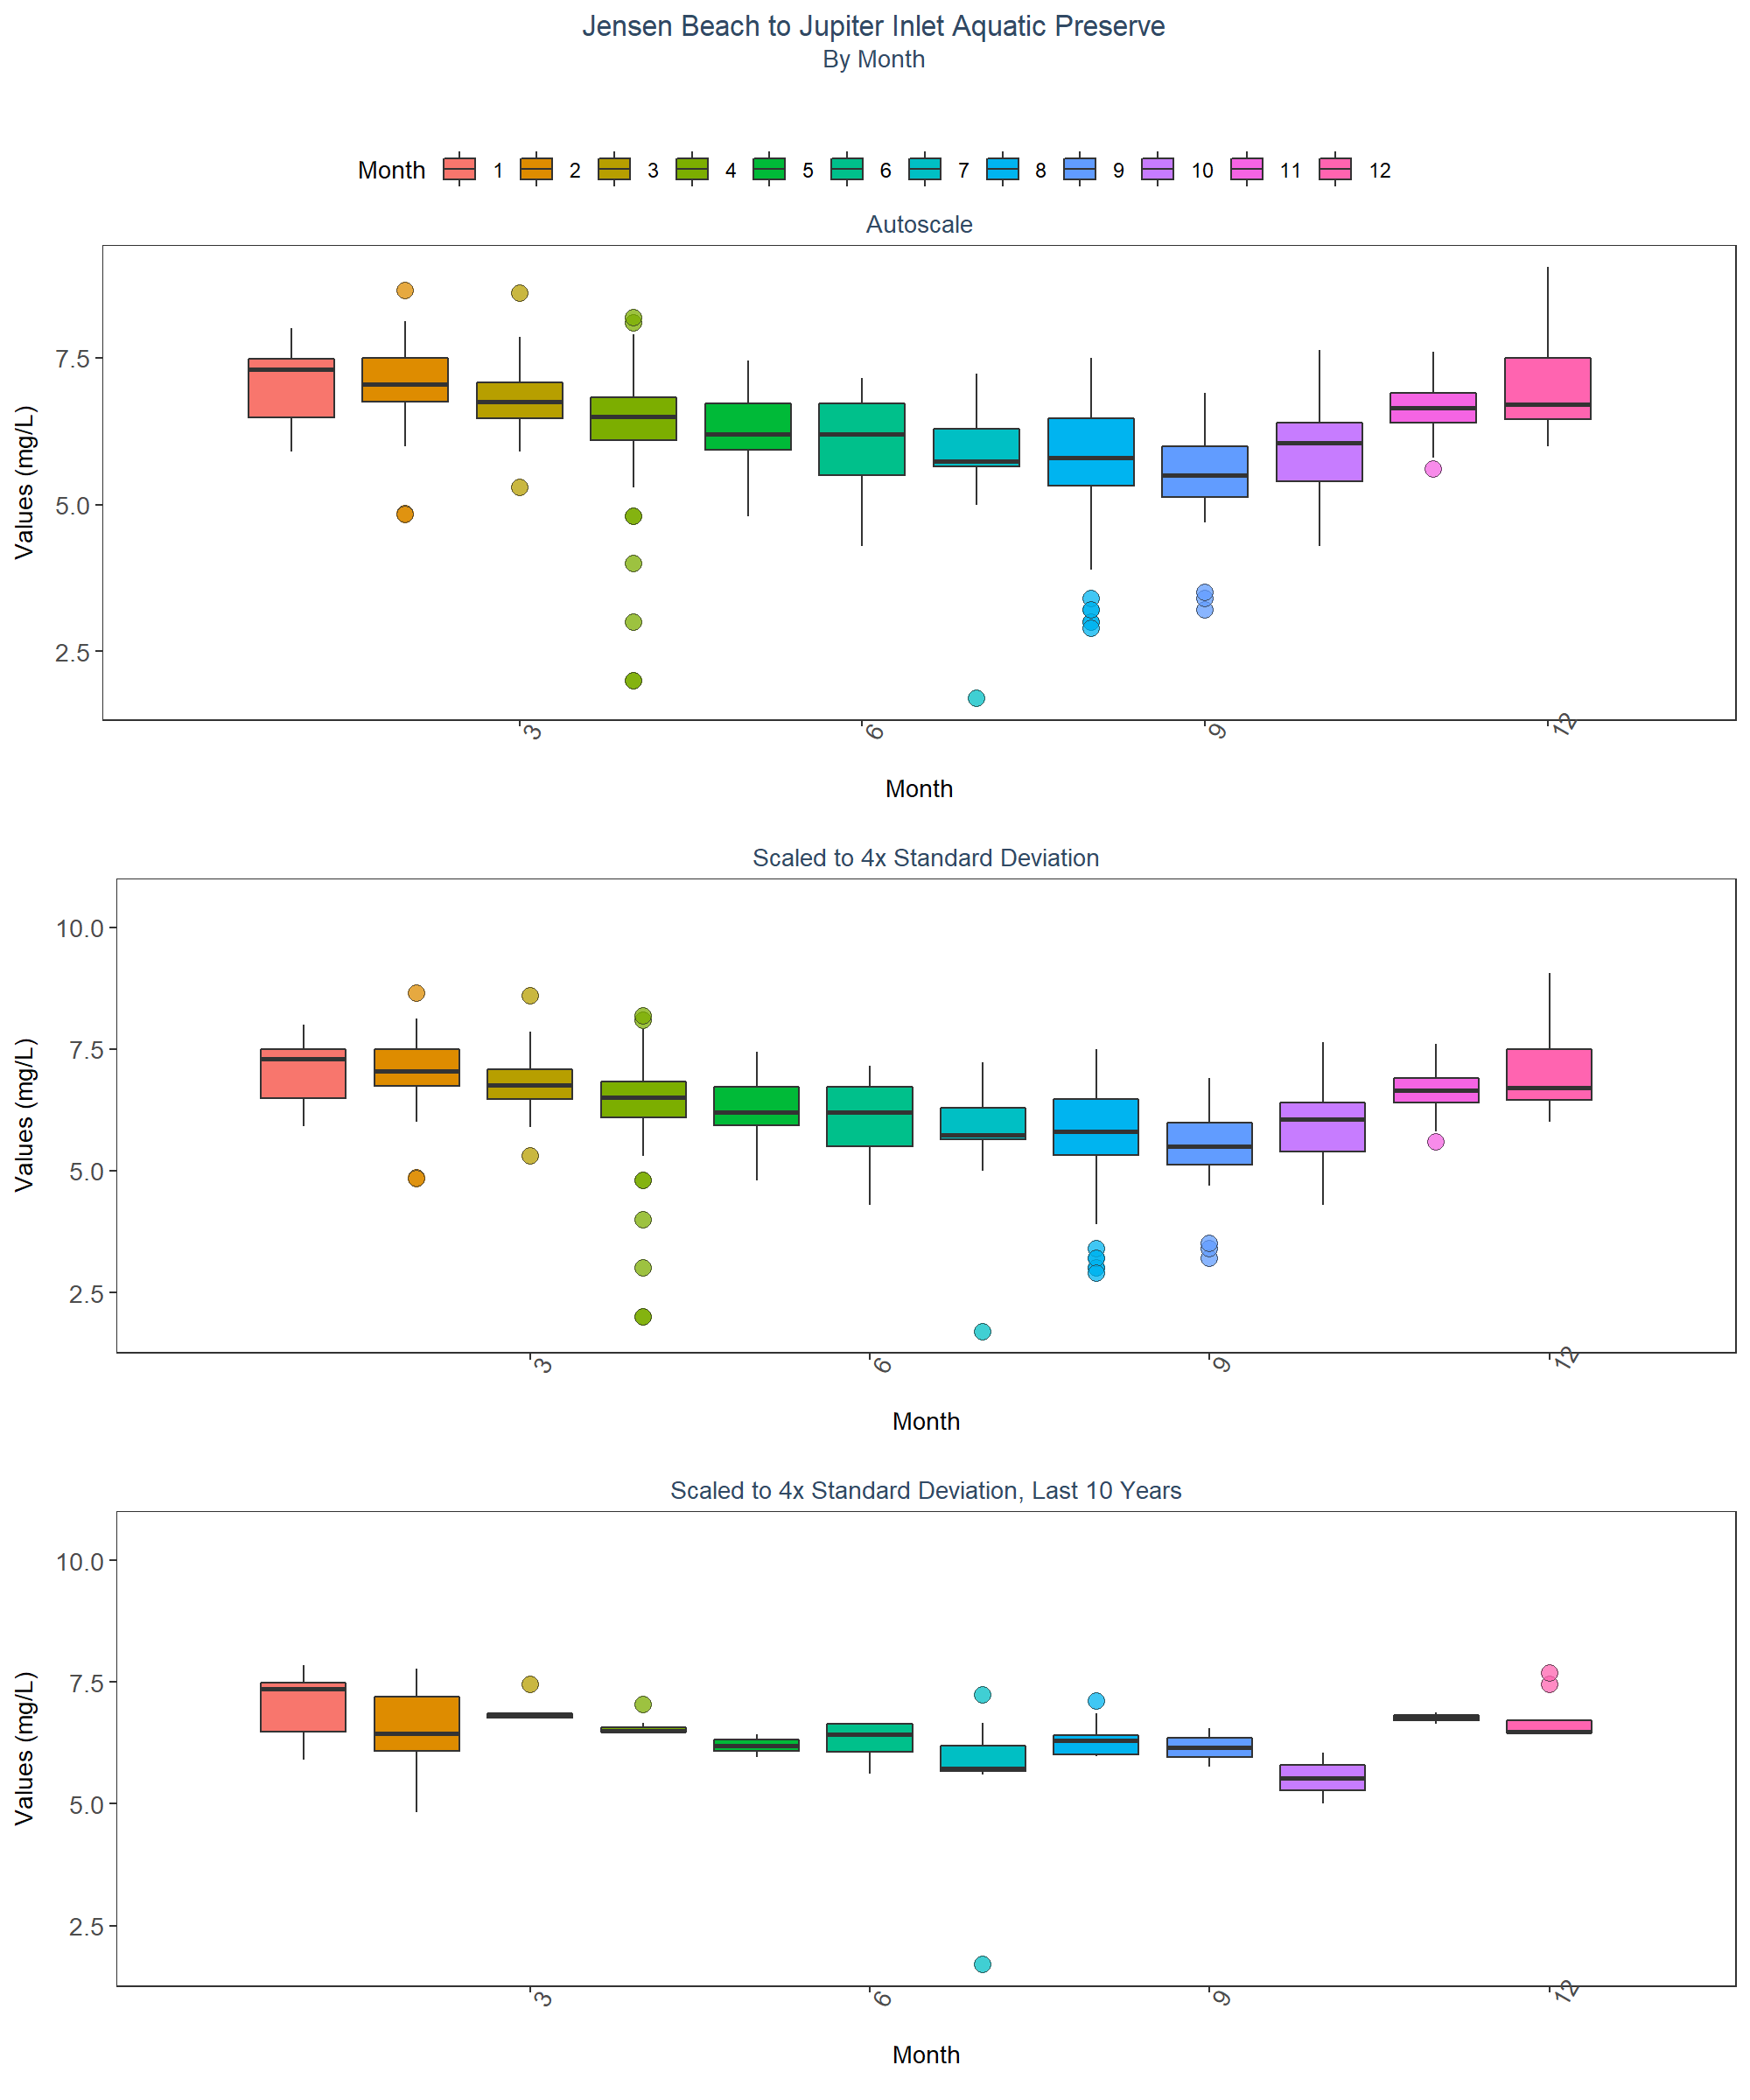 Jensen Beach to Jupiter Inlet Aquatic Preserve
By Month
Month 1 2 3 4 5 6 7 8 9 10 11 12
Autoscale
Values (mg/L)
7.5
5.0
2.5
3 6 9 12
Month
Scaled to 4x Standard Deviation
Values (mg/L)
10.0
7.5
5.0
2.5
3 6 9 12
Month
Scaled to 4x Standard Deviation, Last 10 Years
Values (mg/L)
10.0
7.5
5.0
2.5
3 6 9 12
Month